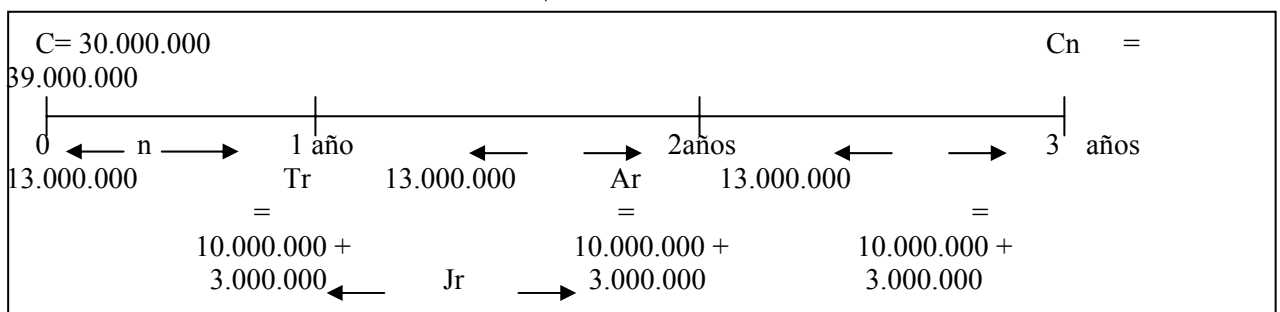 C= 30.000.000 Cn =
39.000.000
0 n 1 año 2años 3 años
13.000.000 Tr 13.000.000 Ar 13.000.000
= = =
10.000.000 + 10.000.000 + 10.000.000 +
3.000.000 Jr 3.000.000 3.000.000